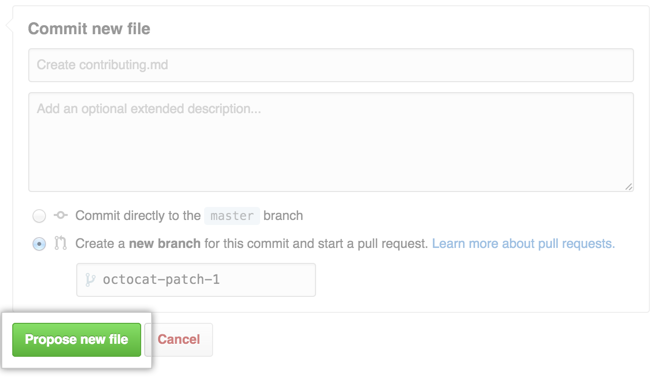 Commit new file
Create contributing.md
Add an optional extended description...
Commit directly to the master branch
Create a new branch for this commit and start a pull request. Learn more about pull requests.
octocat-patch-1
Propose new file Cancel